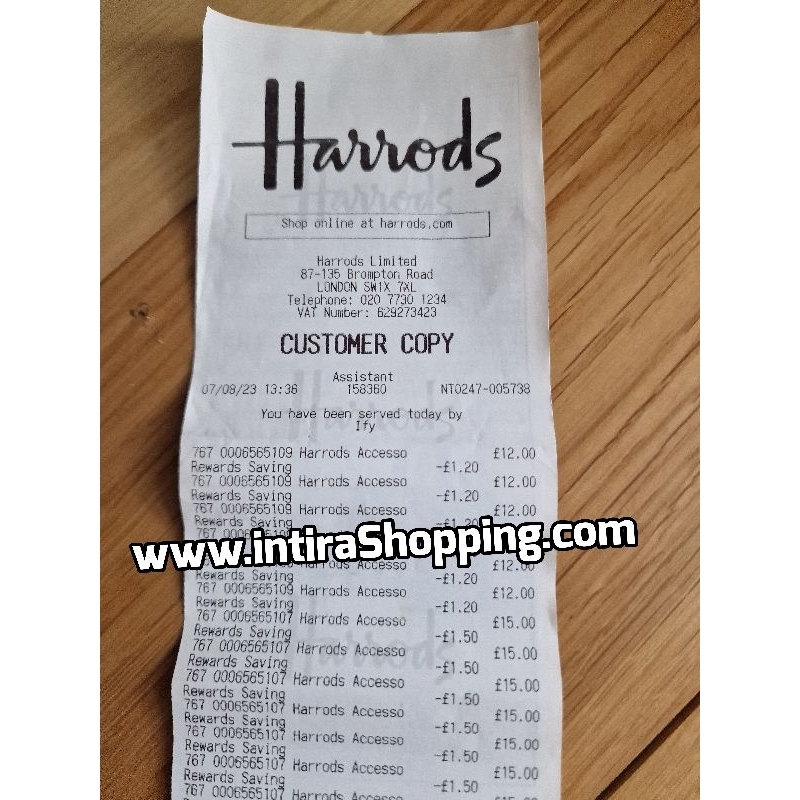 Harrods
Shop online at harrods.com
Harrods Limited
87-135 Brompton Road
LONDON SW1X 7XL
Telephone: 020 7730 1234
VAT Number: 629273423
CUSTOMER COPY
Assistant
07/08/23 13:38 158360 NT0247-005738
You have been served today by
Ify
767 0006565109 Harrods Accesso £12.00
Rewards Saving -£1.20
767 0006565109 Harrods Accesso £12.00
Rewards Saving -£1.20
767 0006565109 Harrods Accesso £12.00
Rewards Saving -£1.20
www.intiraShopping.com
Harrods Accesso £12.00
Rewards Saving -£1.20
767 0006565109 Harrods Accesso £12.00
Rewards Saving -£1.20
767 0006565107 Harrods Accesso £15.00
Rewards Saving -£1.50
767 0006565107 Harrods Accesso £15.00
Rewards Saving -£1.50
767 0006565107 Harrods Accesso £15.00
Rewards Saving -£1.50
767 0006565107 Harrods Accesso £15.00
Rewards Saving -£1.50
767 0006565107 Harrods Accesso £15.00
Rewards Saving -£1.50
767 0006565107 Harrods Accesso £15.00
Rewards Saving -£1.50